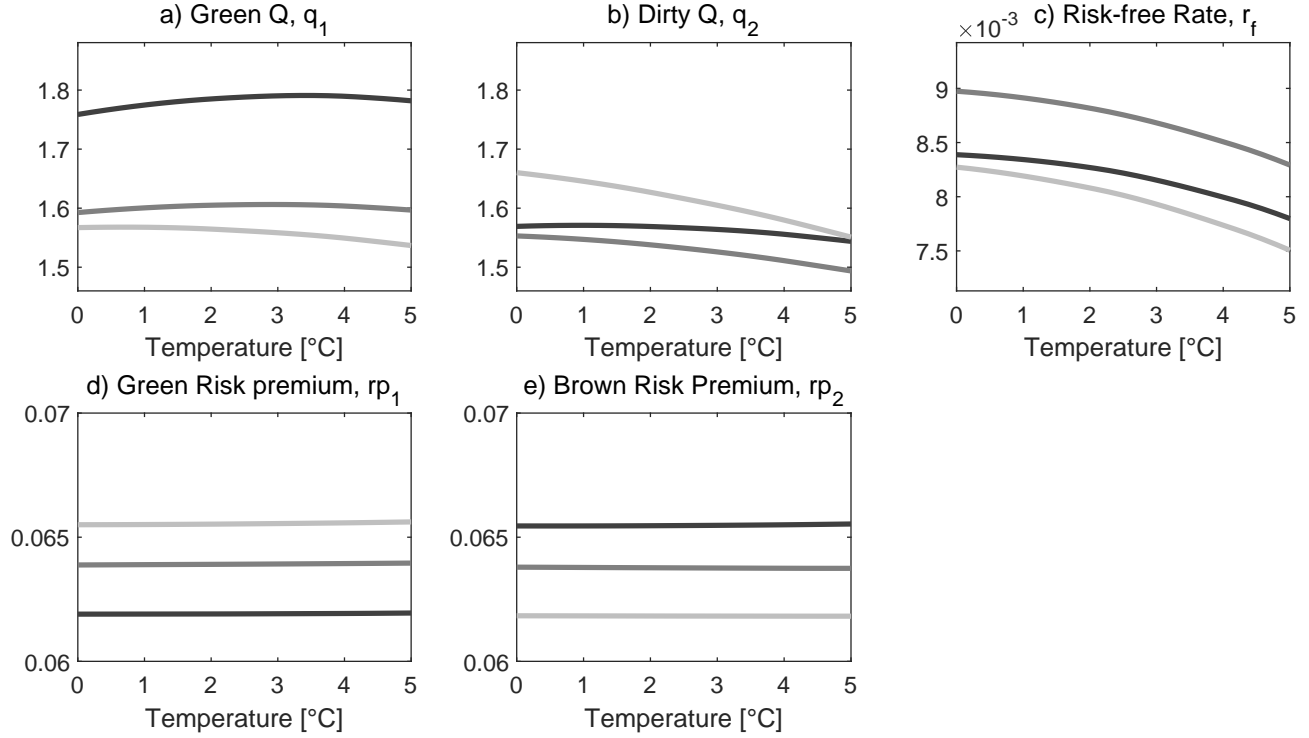 a) Green Q, q1
b) Dirty Q, q2
c) Risk-free Rate, rf
×10-3
1.8
1.7
1.6
1.5
0 1 2 3 4 5
Temperature [°C]
1.8
1.7
1.6
1.5
0 1 2 3 4 5
Temperature [°C]
9
8.5
8
7.5
0 1 2 3 4 5
Temperature [°C]
d) Green Risk premium, rp1
e) Brown Risk Premium, rp2
0.07
0.065
0.06
0 1 2 3 4 5
Temperature [°C]
0.07
0.065
0.06
0 1 2 3 4 5
Temperature [°C]